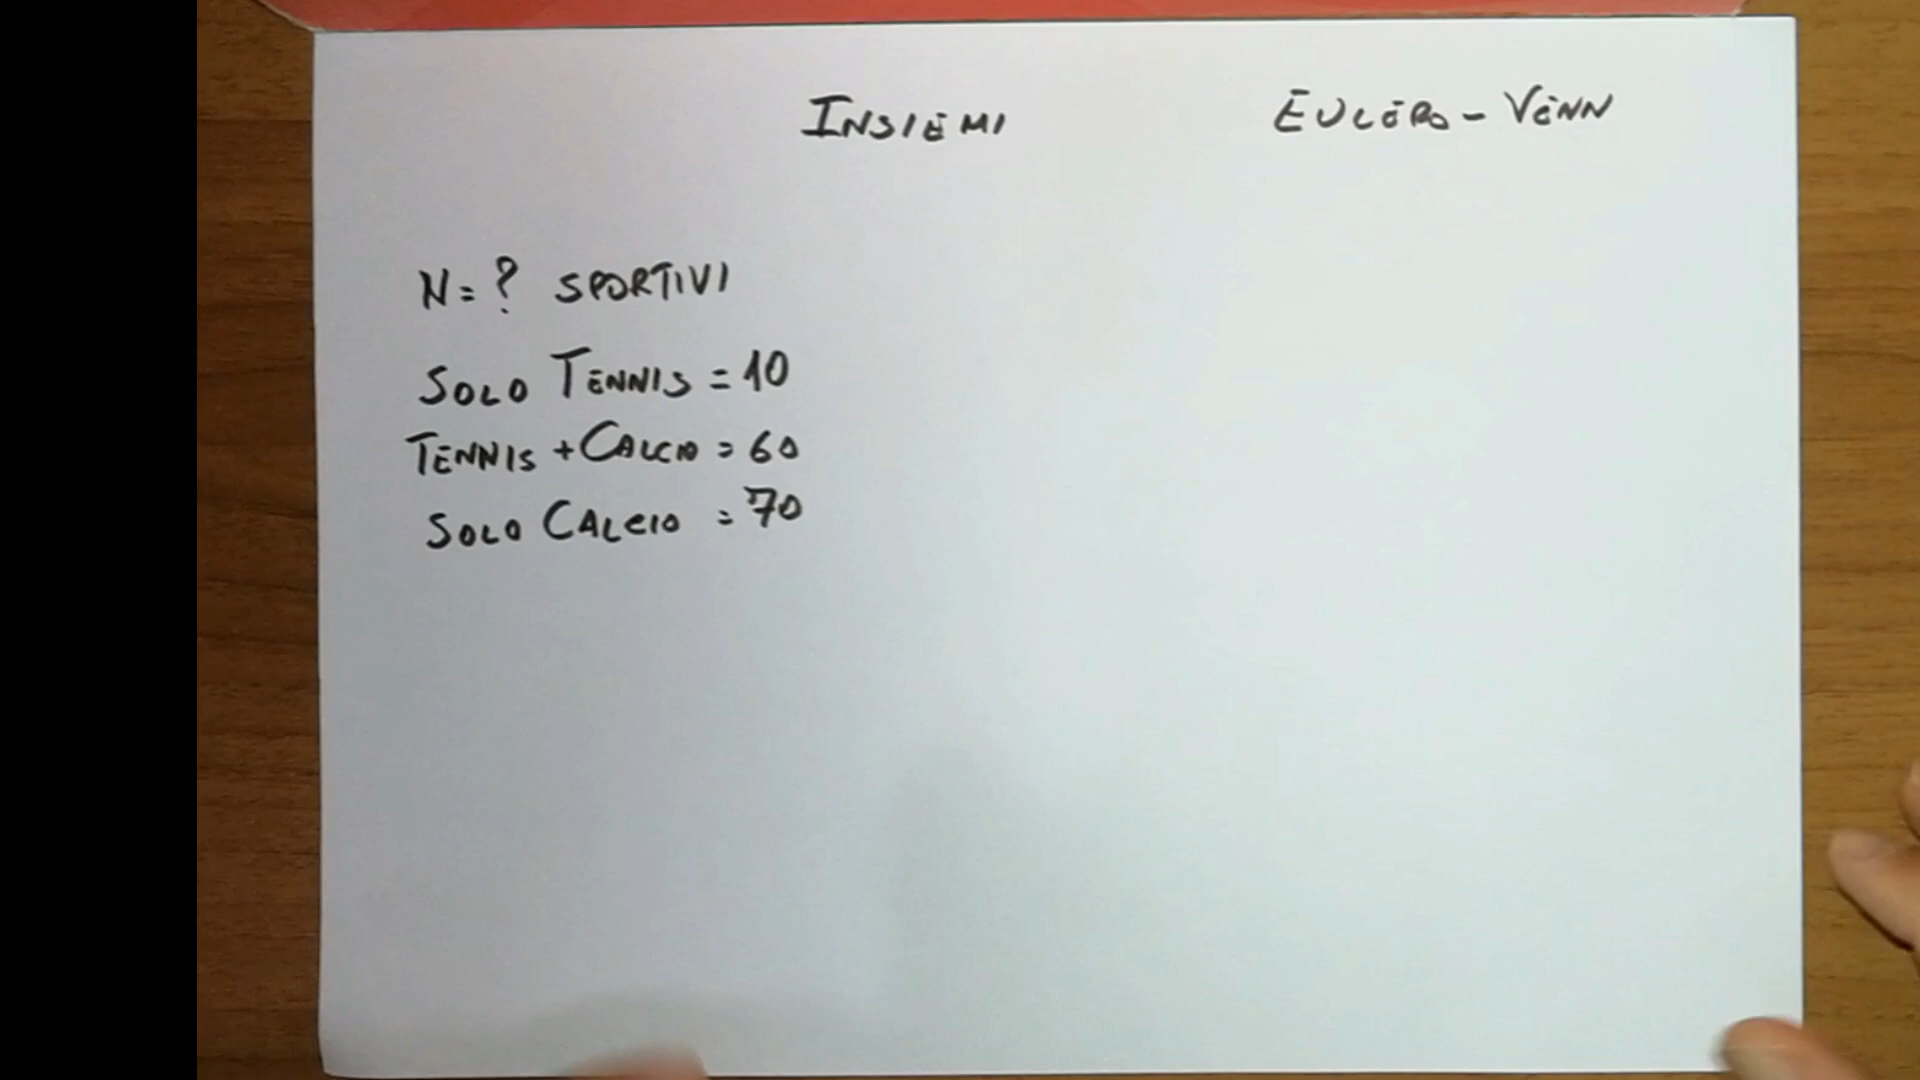 INSIEMI
EULERO - VENN
N = ? SPORTIVI
SOLO TENNIS = 10
TENNIS + CALCIO = 60
SOLO CALCIO = 70